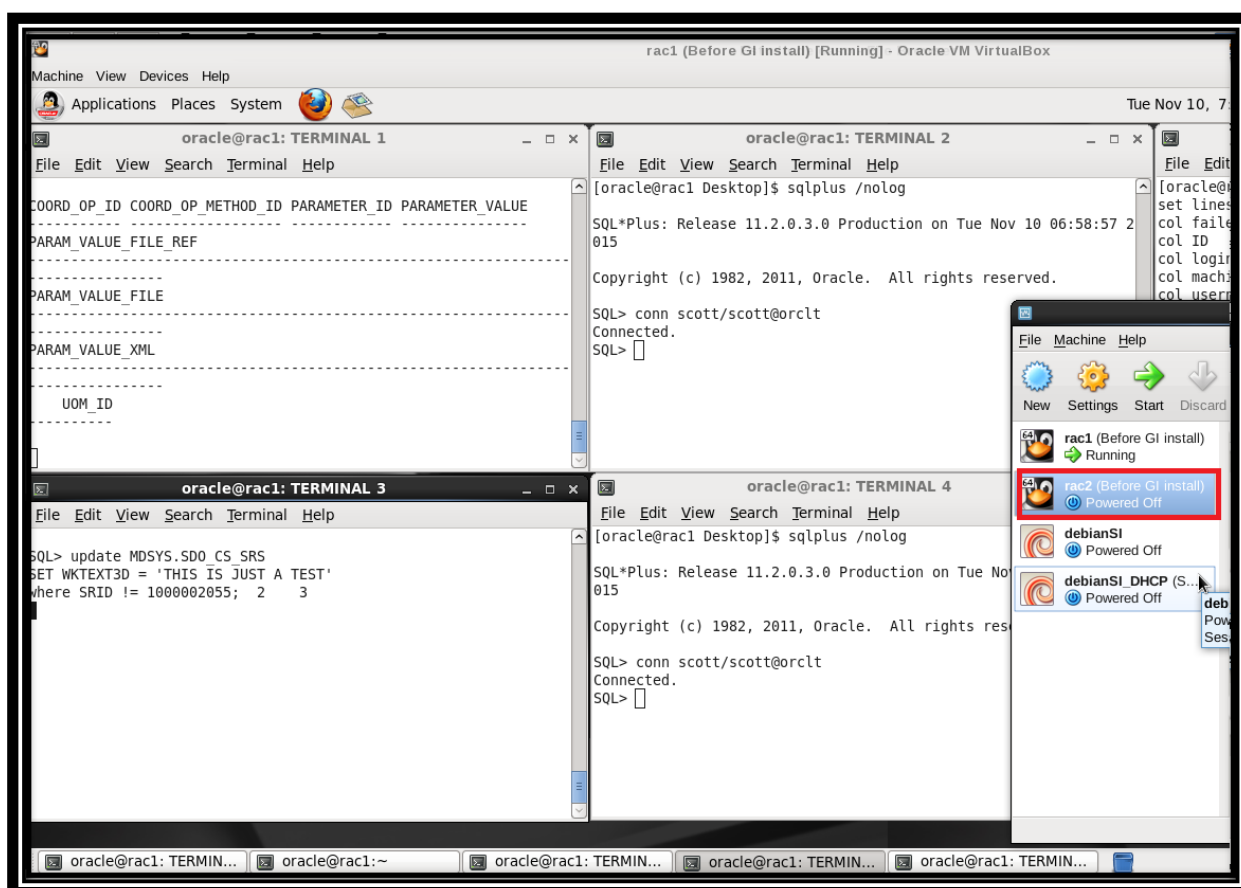 rac1 (Before GI install) [Running] - Oracle VM VirtualBox
Machine View Devices Help
Applications Places System
Tue Nov 10, 7:
oracle@rac1: TERMINAL 1
File Edit View Search Terminal Help
COORD_OP_ID COORD_OP_METHOD_ID PARAMETER_ID PARAMETER_VALUE
----------- ------------------ ------------ ---------------
PARAM_VALUE_FILE_REF
PARAM_VALUE_FILE
PARAM_VALUE_XML
UOM_ID
----------
oracle@rac1: TERMINAL 2
File Edit View Search Terminal Help
[oracle@rac1 Desktop]$ sqlplus /nolog
SQL*Plus: Release 11.2.0.3.0 Production on Tue Nov 10 06:58:57 2
015
Copyright (c) 1982, 2011, Oracle.  All rights reserved.
SQL> conn scott/scott@orclt
Connected.
SQL>
File Edit
[oracle@
set lines
col faile
col ID
col login
col machi
col usern
oracle@rac1: TERMINAL 3
File Edit View Search Terminal Help
SQL> update MDSYS.SDO_CS_SRS
SET WKTEXT3D = 'THIS IS JUST A TEST'
where SRID != 1000002055;  2    3
oracle@rac1: TERMINAL 4
File Edit View Search Terminal Help
[oracle@rac1 Desktop]$ sqlplus /nolog
SQL*Plus: Release 11.2.0.3.0 Production on Tue No
015
Copyright (c) 1982, 2011, Oracle.  All rights res
SQL> conn scott/scott@orclt
Connected.
SQL>
File Machine Help
New Settings Start Discard
64 rac1 (Before GI install)
Running
64 rac2 (Before GI install)
Powered Off
debianSI
Powered Off
debianSI_DHCP (S...
Powered Off
deb
Pow
Ses
oracle@rac1: TERMIN... oracle@rac1:~ oracle@rac1: TERMIN... oracle@rac1: TERMIN... oracle@rac1: TERMIN...